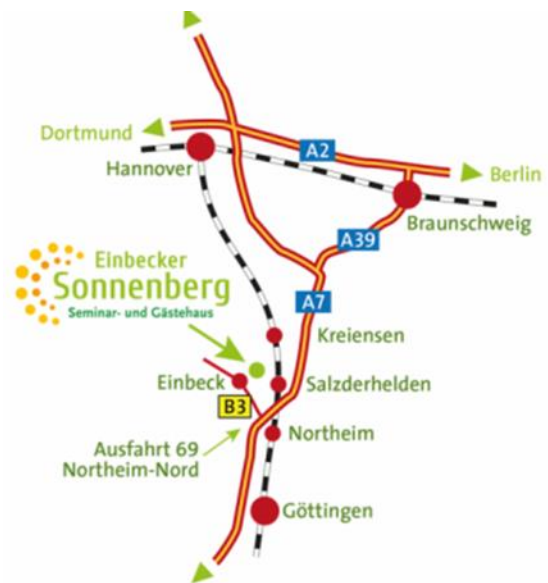 Dortmund
A2
Hannover
Berlin
Braunschweig
A39
Einbecker
Sonnenberg
Seminar- und Gästehaus
A7
Kreiensen
Einbeck
Salzderhelden
B3
Northeim
Ausfahrt 69
Northeim-Nord
Göttingen